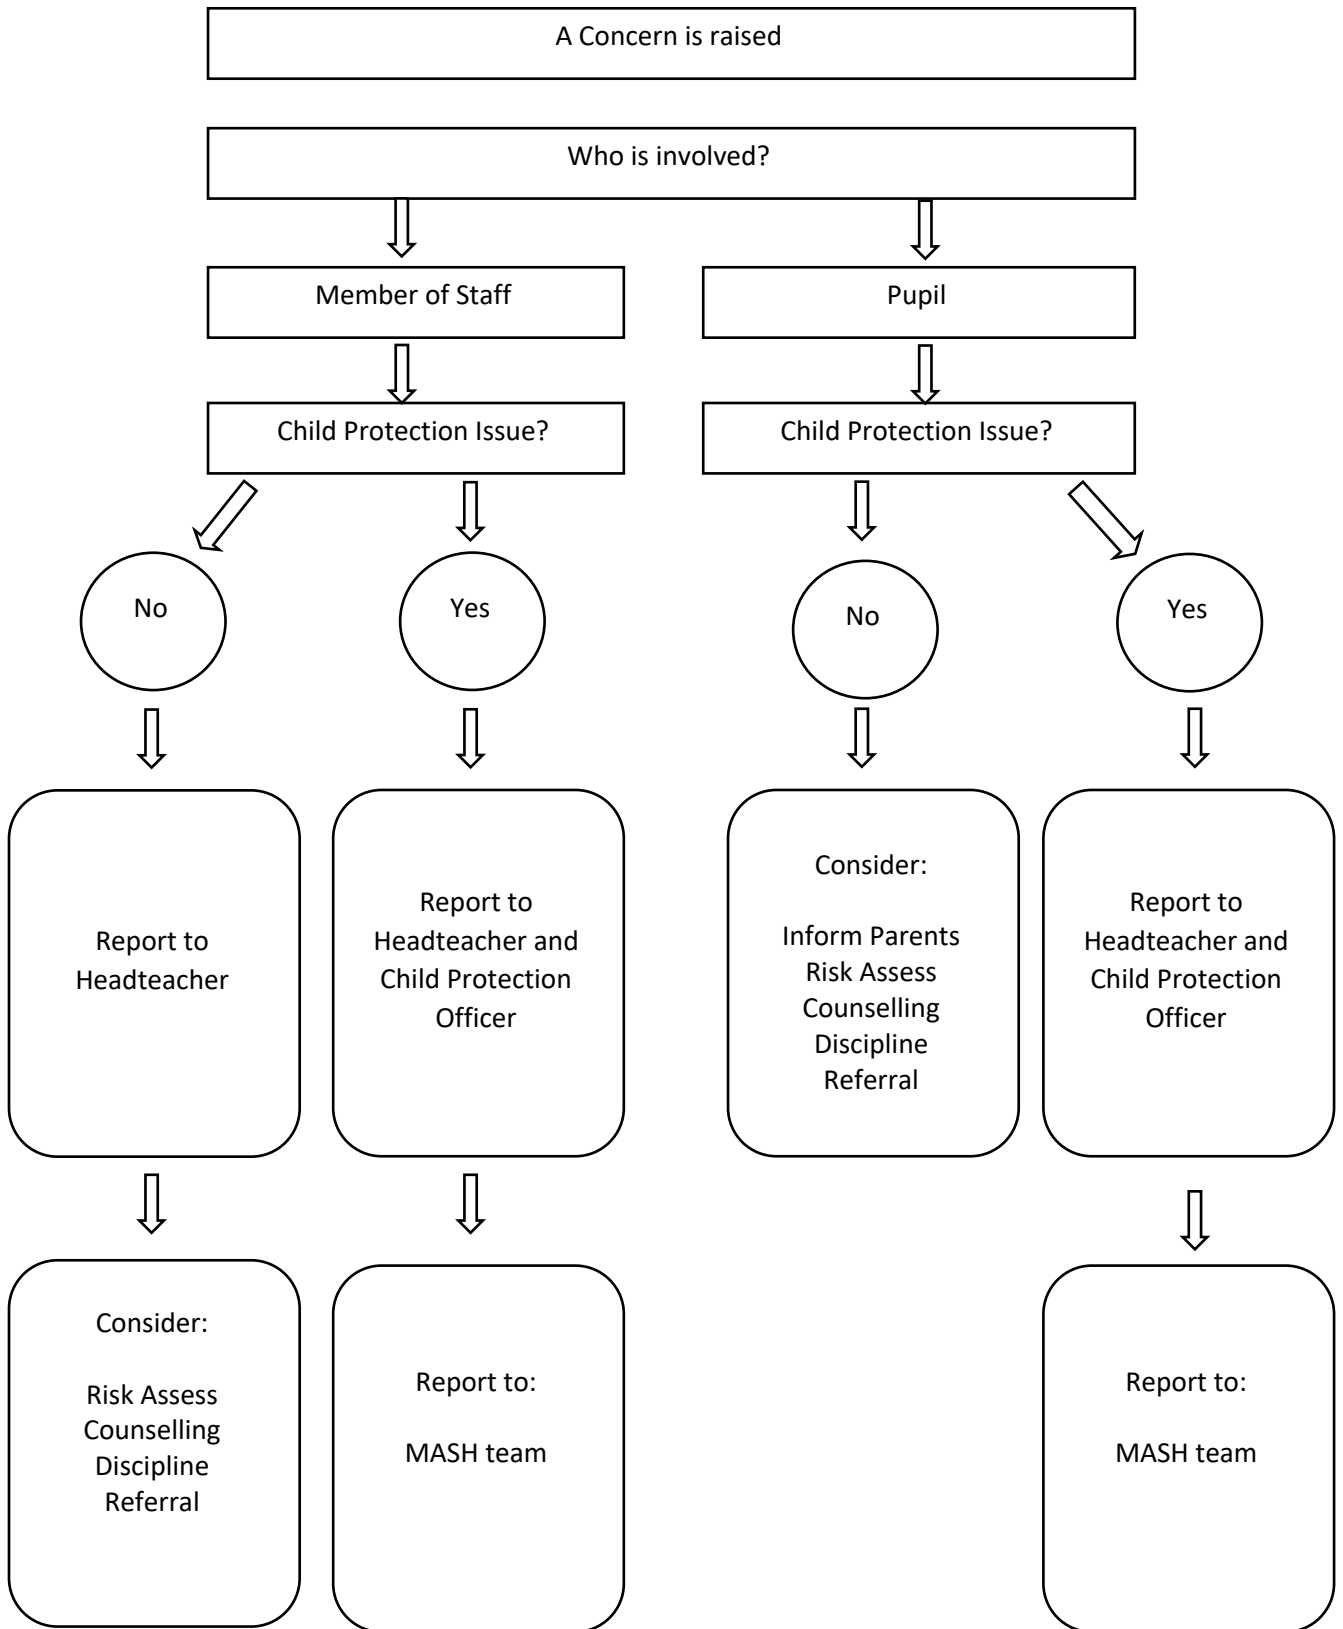 A Concern is raised
Who is involved?
Member of Staff
Pupil
Child Protection Issue?
Child Protection Issue?
No
Yes
No
Yes
Report to
Headteacher
Report to
Headteacher and
Child Protection
Officer
Consider:
Inform Parents
Risk Assess
Counselling
Discipline
Referral
Report to
Headteacher and
Child Protection
Officer
Consider:
Risk Assess
Counselling
Discipline
Referral
Report to:
MASH team
Report to:
MASH team